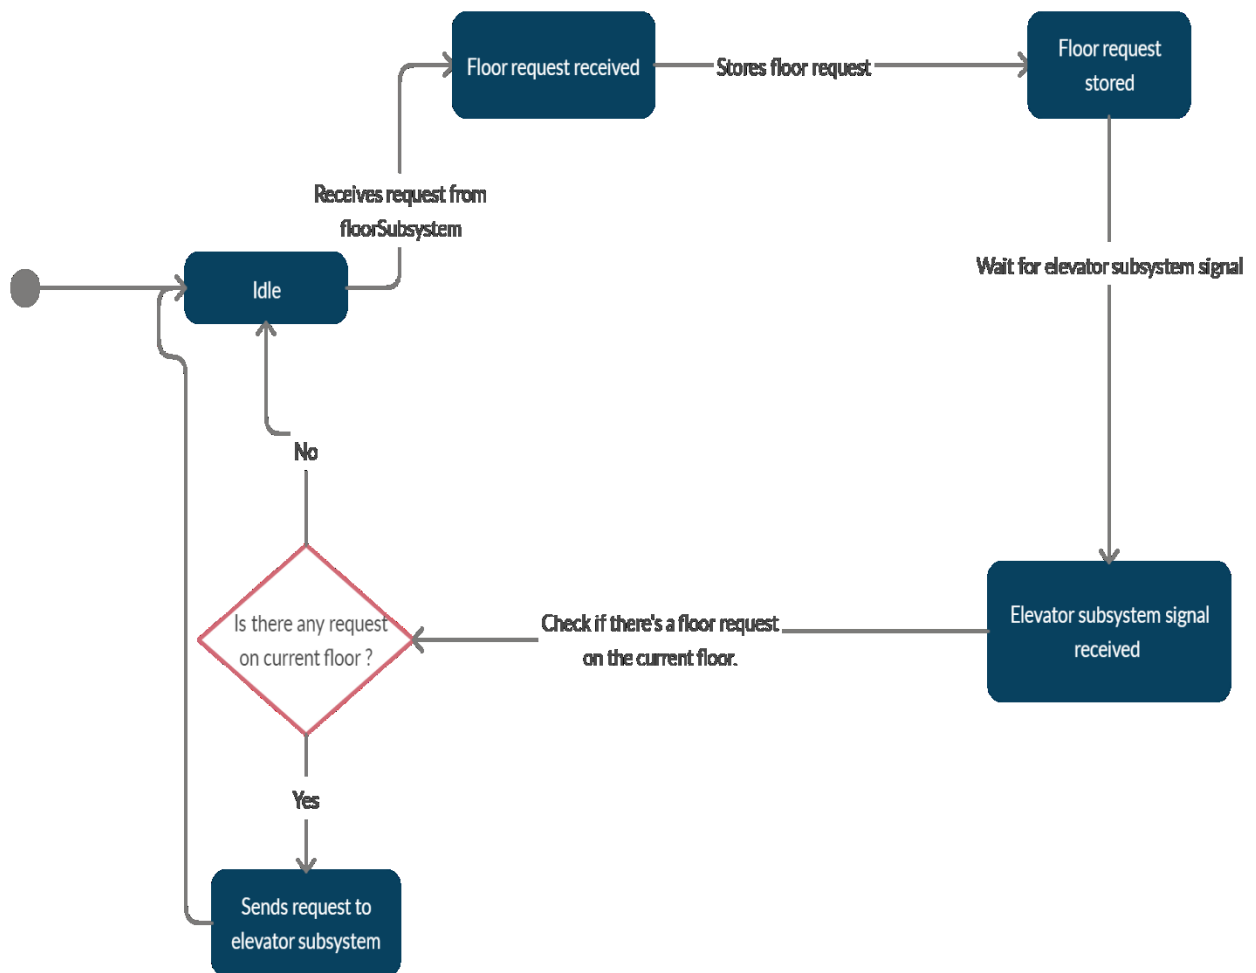 Floor request received
Stores floor request
Floor request
stored
Receives request from
floorSubsystem
Wait for elevator subsystem signal
Idle
No
Is there any request
on current floor ?
Check if there's a floor request
on the current floor.
Elevator subsystem signal
received
Yes
Sends request to
elevator subsystem